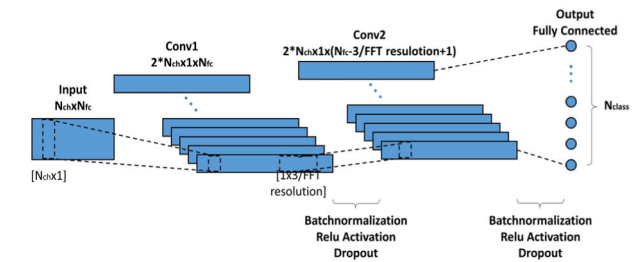 Output
Fully Connected
Conv2
2*Nchx1x(Nfc-3/FFT resulotion+1)
Conv1
2*Nchx1xNfc
Input
NchxNfc
Nclass
[Nchx1]
[1x3/FFT
resolution]
Batchnormalization
Relu Activation
Dropout
Batchnormalization
Relu Activation
Dropout